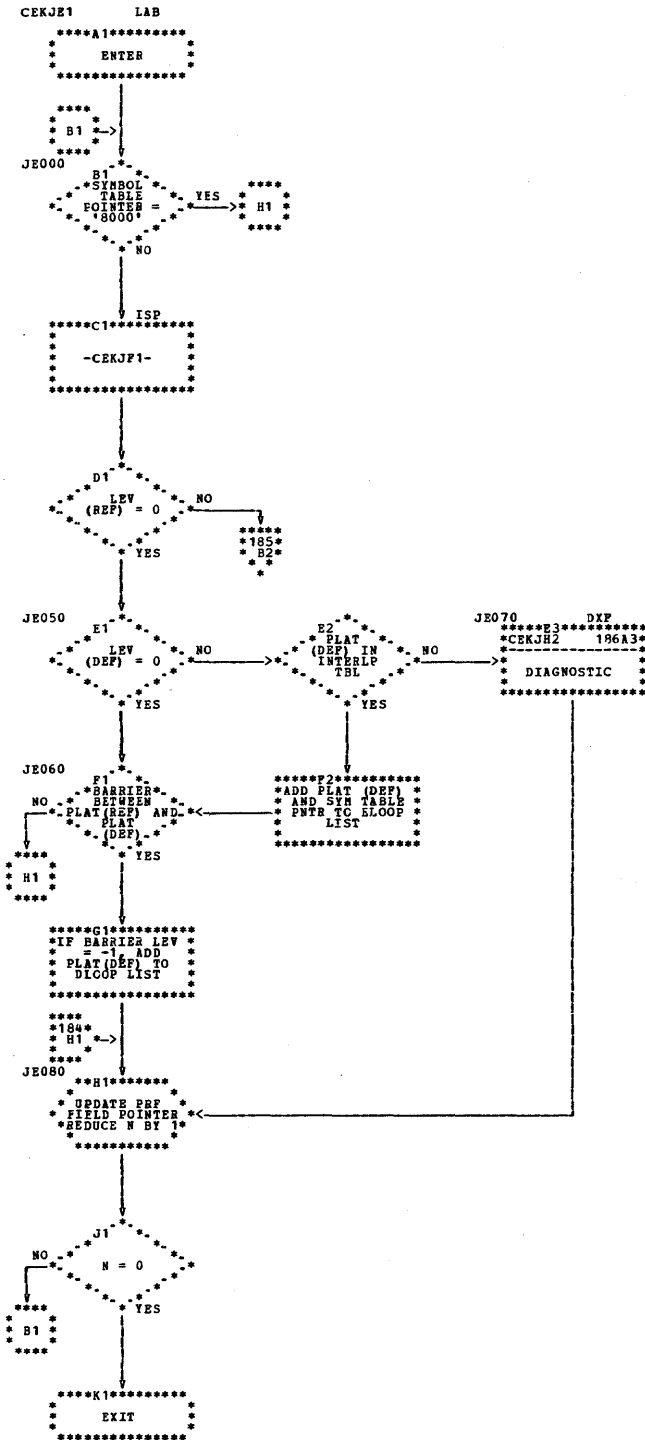 CEKJE1 LAB
A1
ENTER
B1
JE000
B1
SYMBOL
TABLE
POINTER =
'8000'
YES
H1
NO
ISP
C1
-CEKJF1-
D1
LEV
(REF) = 0
NO
185
B2
YES
JE050
E1
LEV
(DEF) = 0
NO
E2
PLAT
(DEF) IN
INTERLP
TBL
NO
JE070 DXF
E3
CEKJH2 186A3
DIAGNOSTIC
YES
YES
JE060
F1
BARRIER
BETWEEN
PLAT(REF) AND
PLAT
(DEF)
NO
H1
YES
F2
ADD PLAT (DEF)
AND SYM TABLE
PNTR TO ELOOP
LIST
G1
IF BARRIER LEV
= -1, ADD
PLAT(DEF) TO
DLOOP LIST
184
H1
JE080
H1
UPDATE PRF
FIELD POINTER
REDUCE N BY 1
J1
N = 0
NO
B1
YES
K1
EXIT